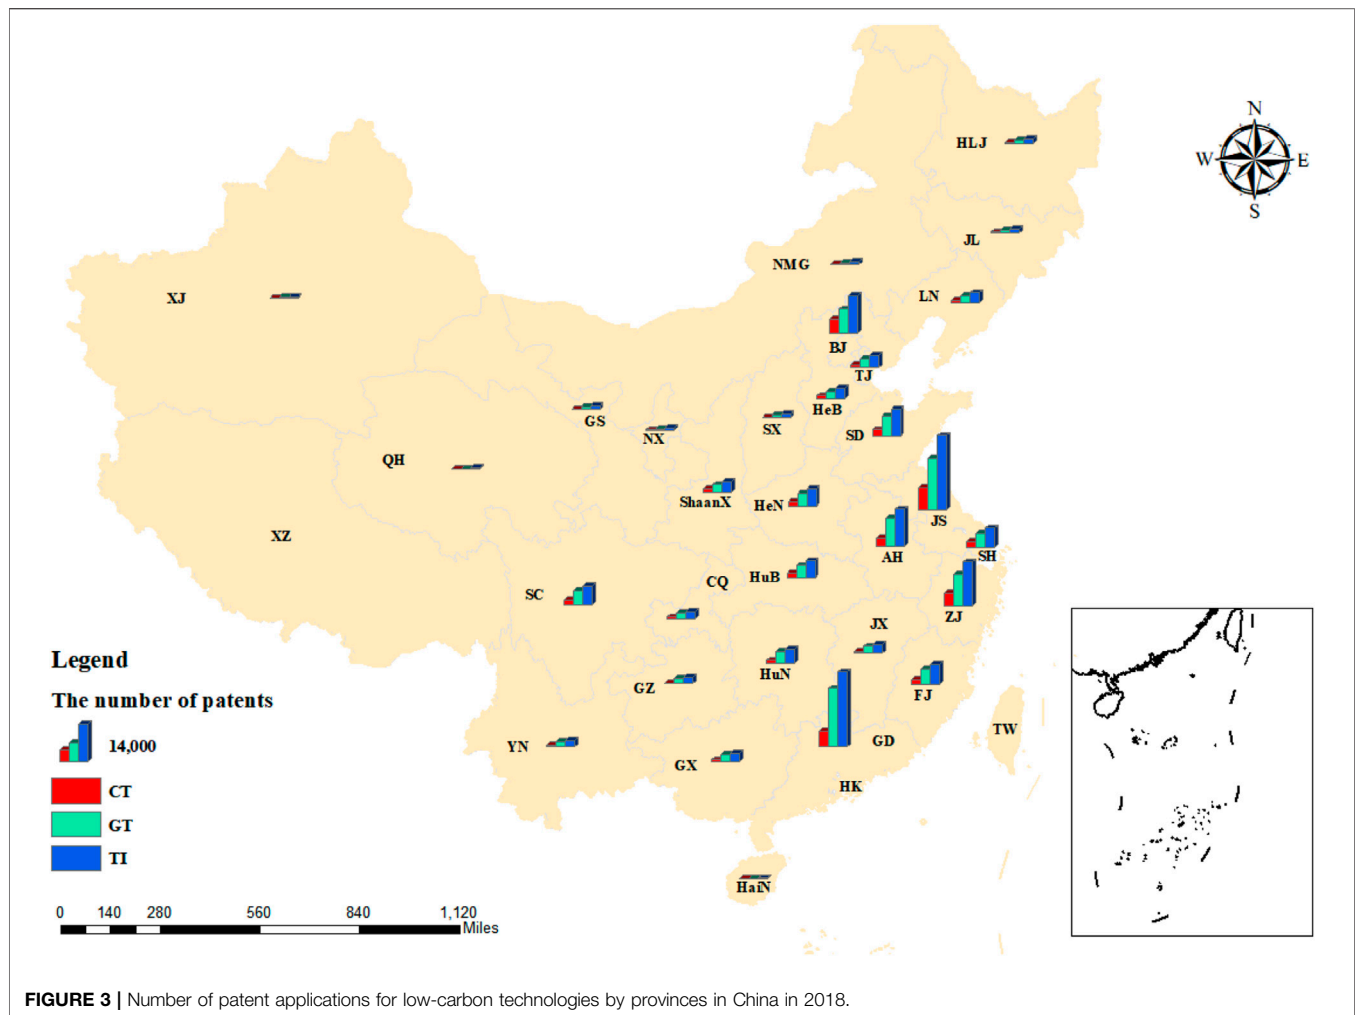 N
W E
S
HLJ
JL
NMG
LN
XJ
BJ
TJ
HeB
GS
SX
SD
NX
QH
ShaanX
HeN
JS
XZ
AH
SH
CQ
HuB
SC
ZJ
JX
HuN
GZ
FJ
YN
GX
GD
TW
HK
HaiN
Legend
The number of patents
14,000
CT
GT
TI
0 140 280 560 840 1,120
Miles
FIGURE 3 | Number of patent applications for low-carbon technologies by provinces in China in 2018.